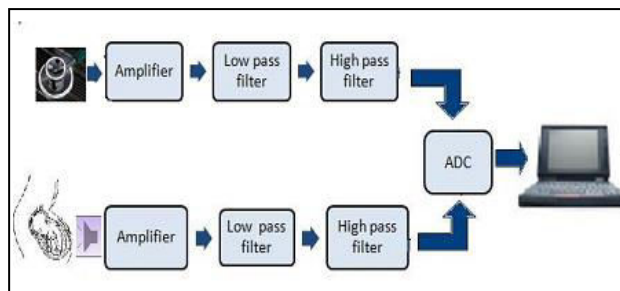 Amplifier
Low pass
filter
High pass
filter
ADC
Amplifier
Low pass
filter
High pass
filter